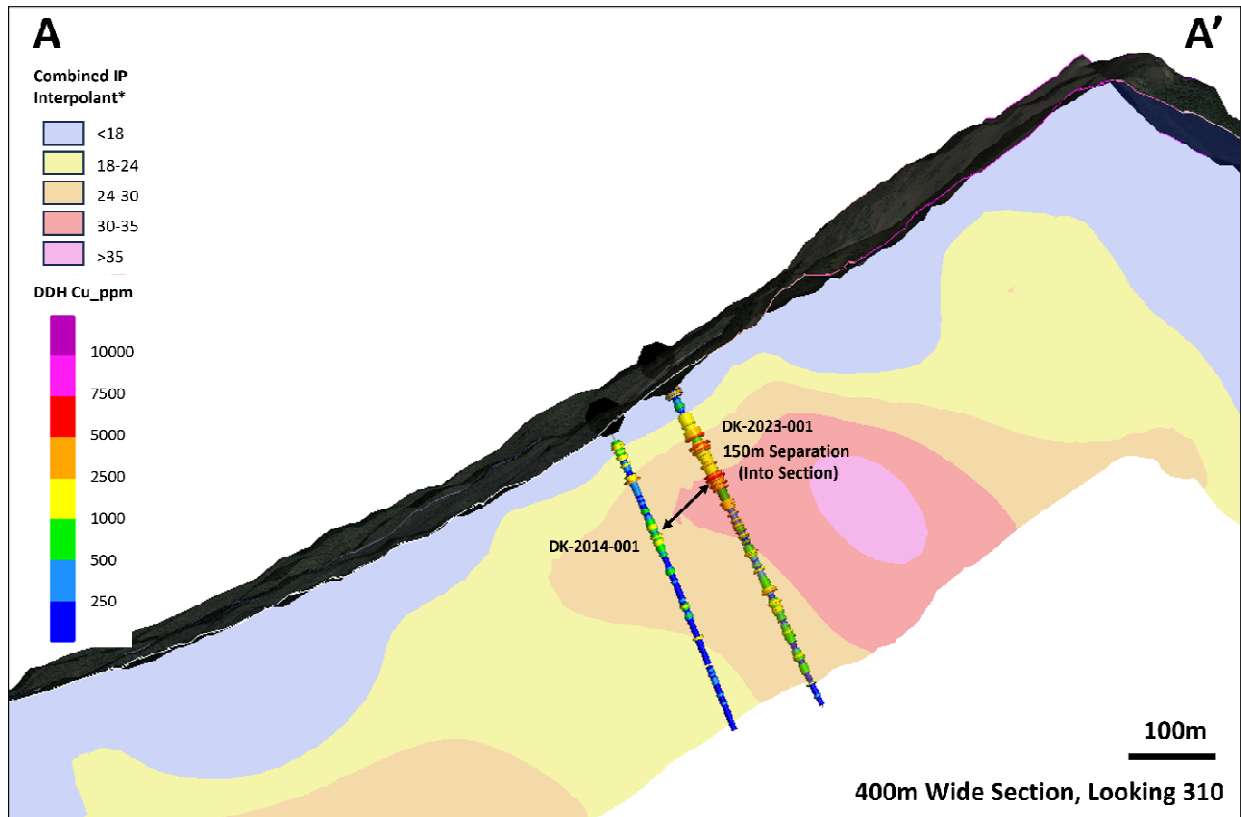 A
A'
Combined IP
Interpolant*
<18
18-24
24-30
30-35
>35
DDH Cu_ppm
10000
7500
5000
2500
1000
500
250
DK-2023-001
150m Separation
(Into Section)
DK-2014-001
100m
400m Wide Section, Looking 310